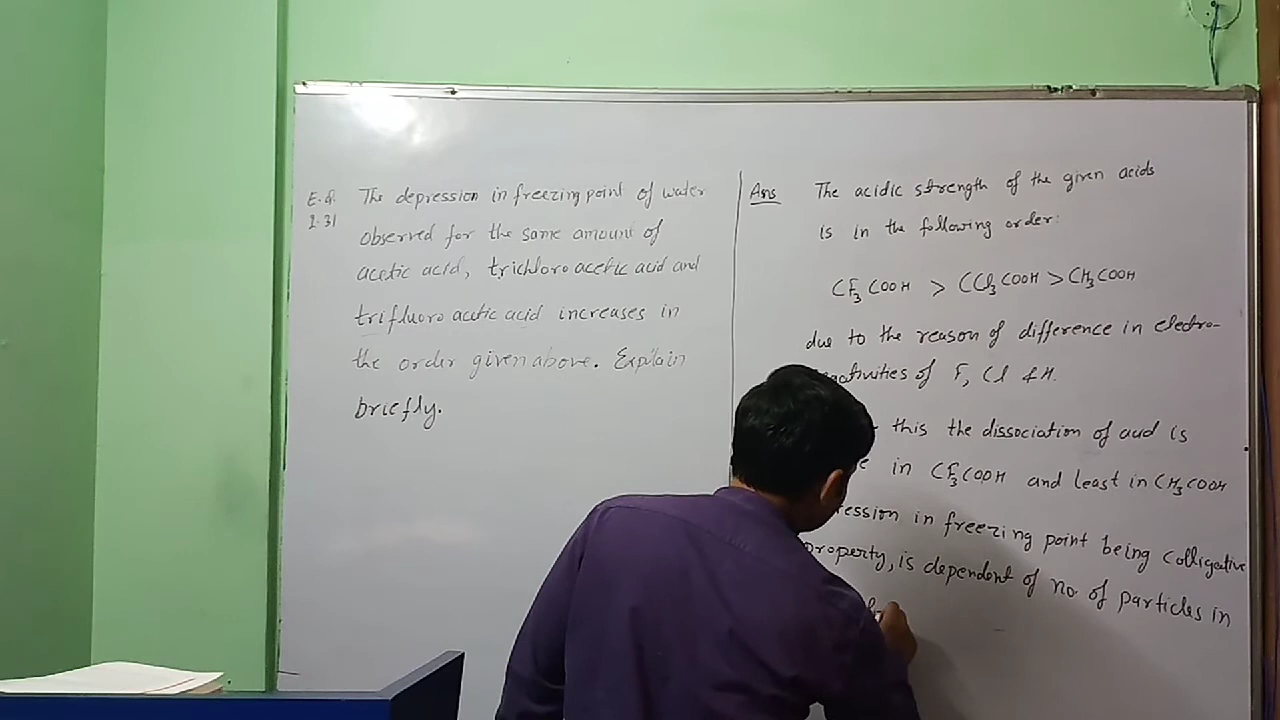 E.g. The depression in freezing point of water
2.31 observed for the same amount of
acetic acid, trichloroacetic acid and
trifluoroacetic acid increases in
the order given above. Explain
briefly.
Ans The acidic strength of the given acids
is in the following order:
CF3COOH > CCl3COOH > CH3COOH
due to the reason of difference in electro-
of F, Cl & H.
this the dissociation of acid is
in CF3COOH and least in CH3COOH
in freezing point being colligative
property, is dependent of no. of particles in